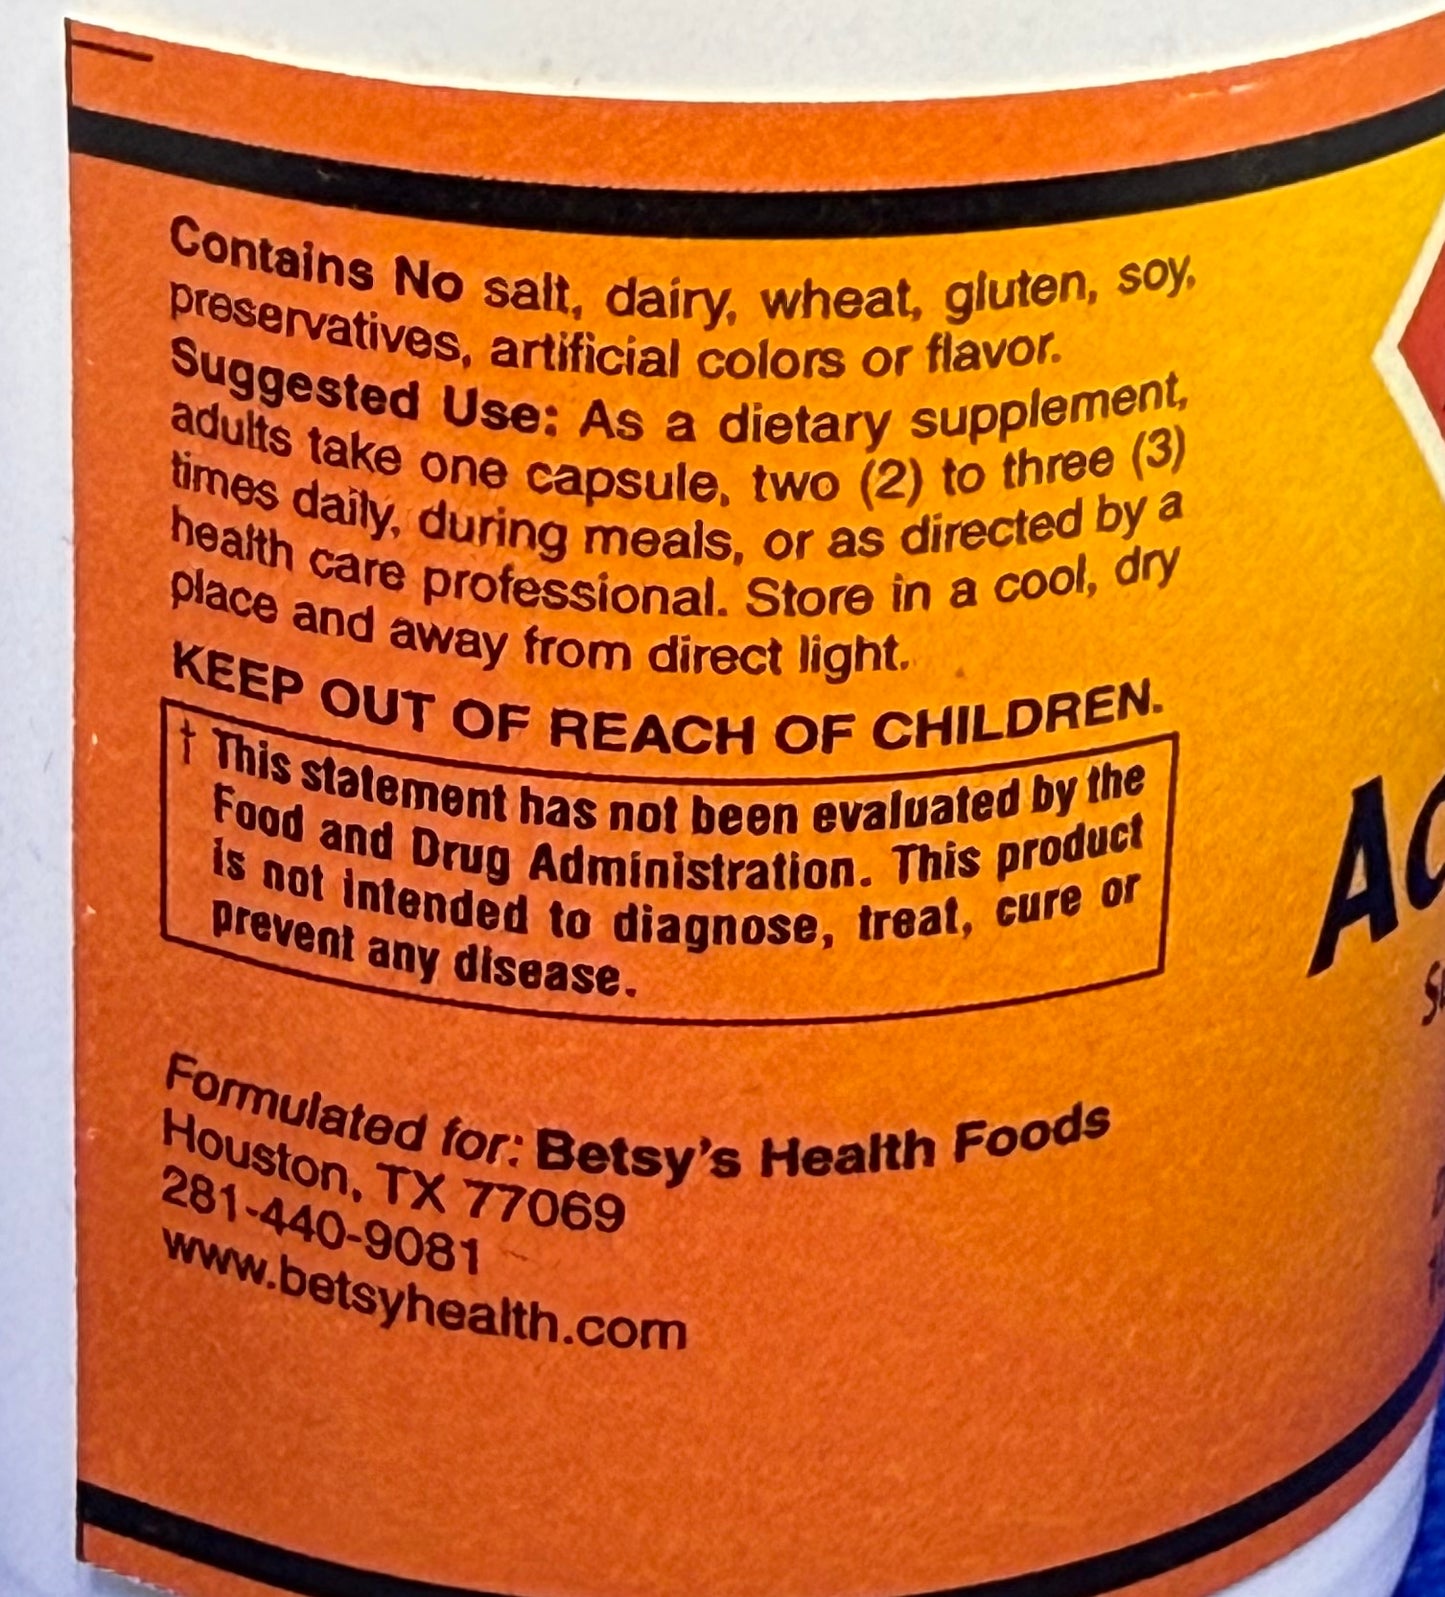 Contains No salt, dairy, wheat, gluten, soy,
preservatives, artificial colors or flavor.
Suggested Use: As a dietary supplement,
adults take one capsule, two (2) to three (3)
times daily, during meals, or as directed by a
health care professional. Store in a cool, dry
place and away from direct light.
KEEP OUT OF REACH OF CHILDREN.
† This statement has not been evaluated by the
Food and Drug Administration. This product
is not intended to diagnose, treat, cure or
prevent any disease.
Formulated for: Betsy's Health Foods
Houston, TX 77069
281-440-9081
www.betsyhealth.com